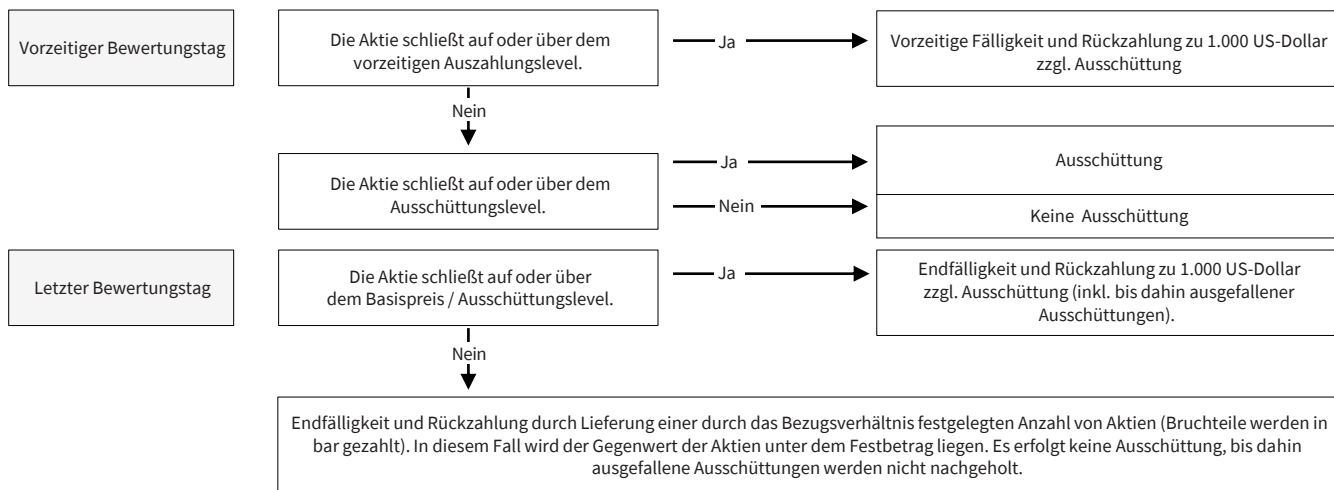 Vorzeitiger Bewertungstag
Die Aktie schließt auf oder über dem
vorzeitigen Auszahlungslevel.
Ja
Vorzeitige Fälligkeit und Rückzahlung zu 1.000 US-Dollar
zzgl. Ausschüttung
Nein
Die Aktie schließt auf oder über dem
Ausschüttungslevel.
Ja
Ausschüttung
Nein
Keine Ausschüttung
Letzter Bewertungstag
Die Aktie schließt auf oder über
dem Basispreis / Ausschüttungslevel.
Ja
Endfälligkeit und Rückzahlung zu 1.000 US-Dollar
zzgl. Ausschüttung (inkl. bis dahin ausgefallener
Ausschüttungen).
Nein
Endfälligkeit und Rückzahlung durch Lieferung einer durch das Bezugsverhältnis festgelegten Anzahl von Aktien (Bruchteile werden in
bar gezahlt). In diesem Fall wird der Gegenwert der Aktien unter dem Festbetrag liegen. Es erfolgt keine Ausschüttung, bis dahin
ausgefallene Ausschüttungen werden nicht nachgeholt.